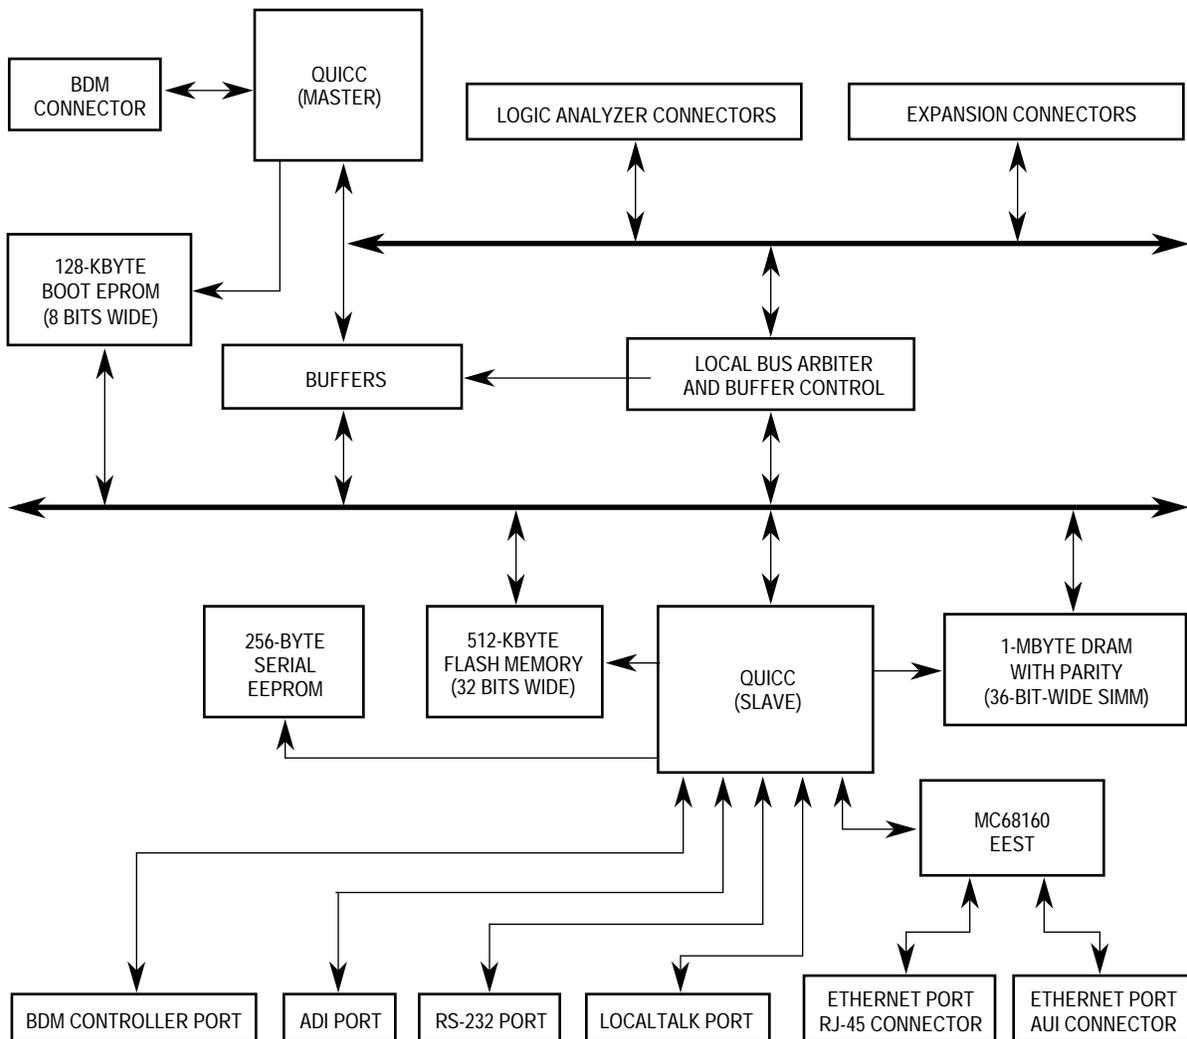 QUICC
(MASTER)
BDM
CONNECTOR
LOGIC ANALYZER CONNECTORS
EXPANSION CONNECTORS
128-KBYTE
BOOT EPROM
(8 BITS WIDE)
BUFFERS
LOCAL BUS ARBITER
AND BUFFER CONTROL
256-BYTE
SERIAL
EEPROM
512-KBYTE
FLASH MEMORY
(32 BITS WIDE)
QUICC
(SLAVE)
1-MBYTE DRAM
WITH PARITY
(36-BIT-WIDE SIMM)
MC68160
EEST
BDM CONTROLLER PORT
ADI PORT
RS-232 PORT
LOCALTALK PORT
ETHERNET PORT
RJ-45 CONNECTOR
ETHERNET PORT
AUI CONNECTOR